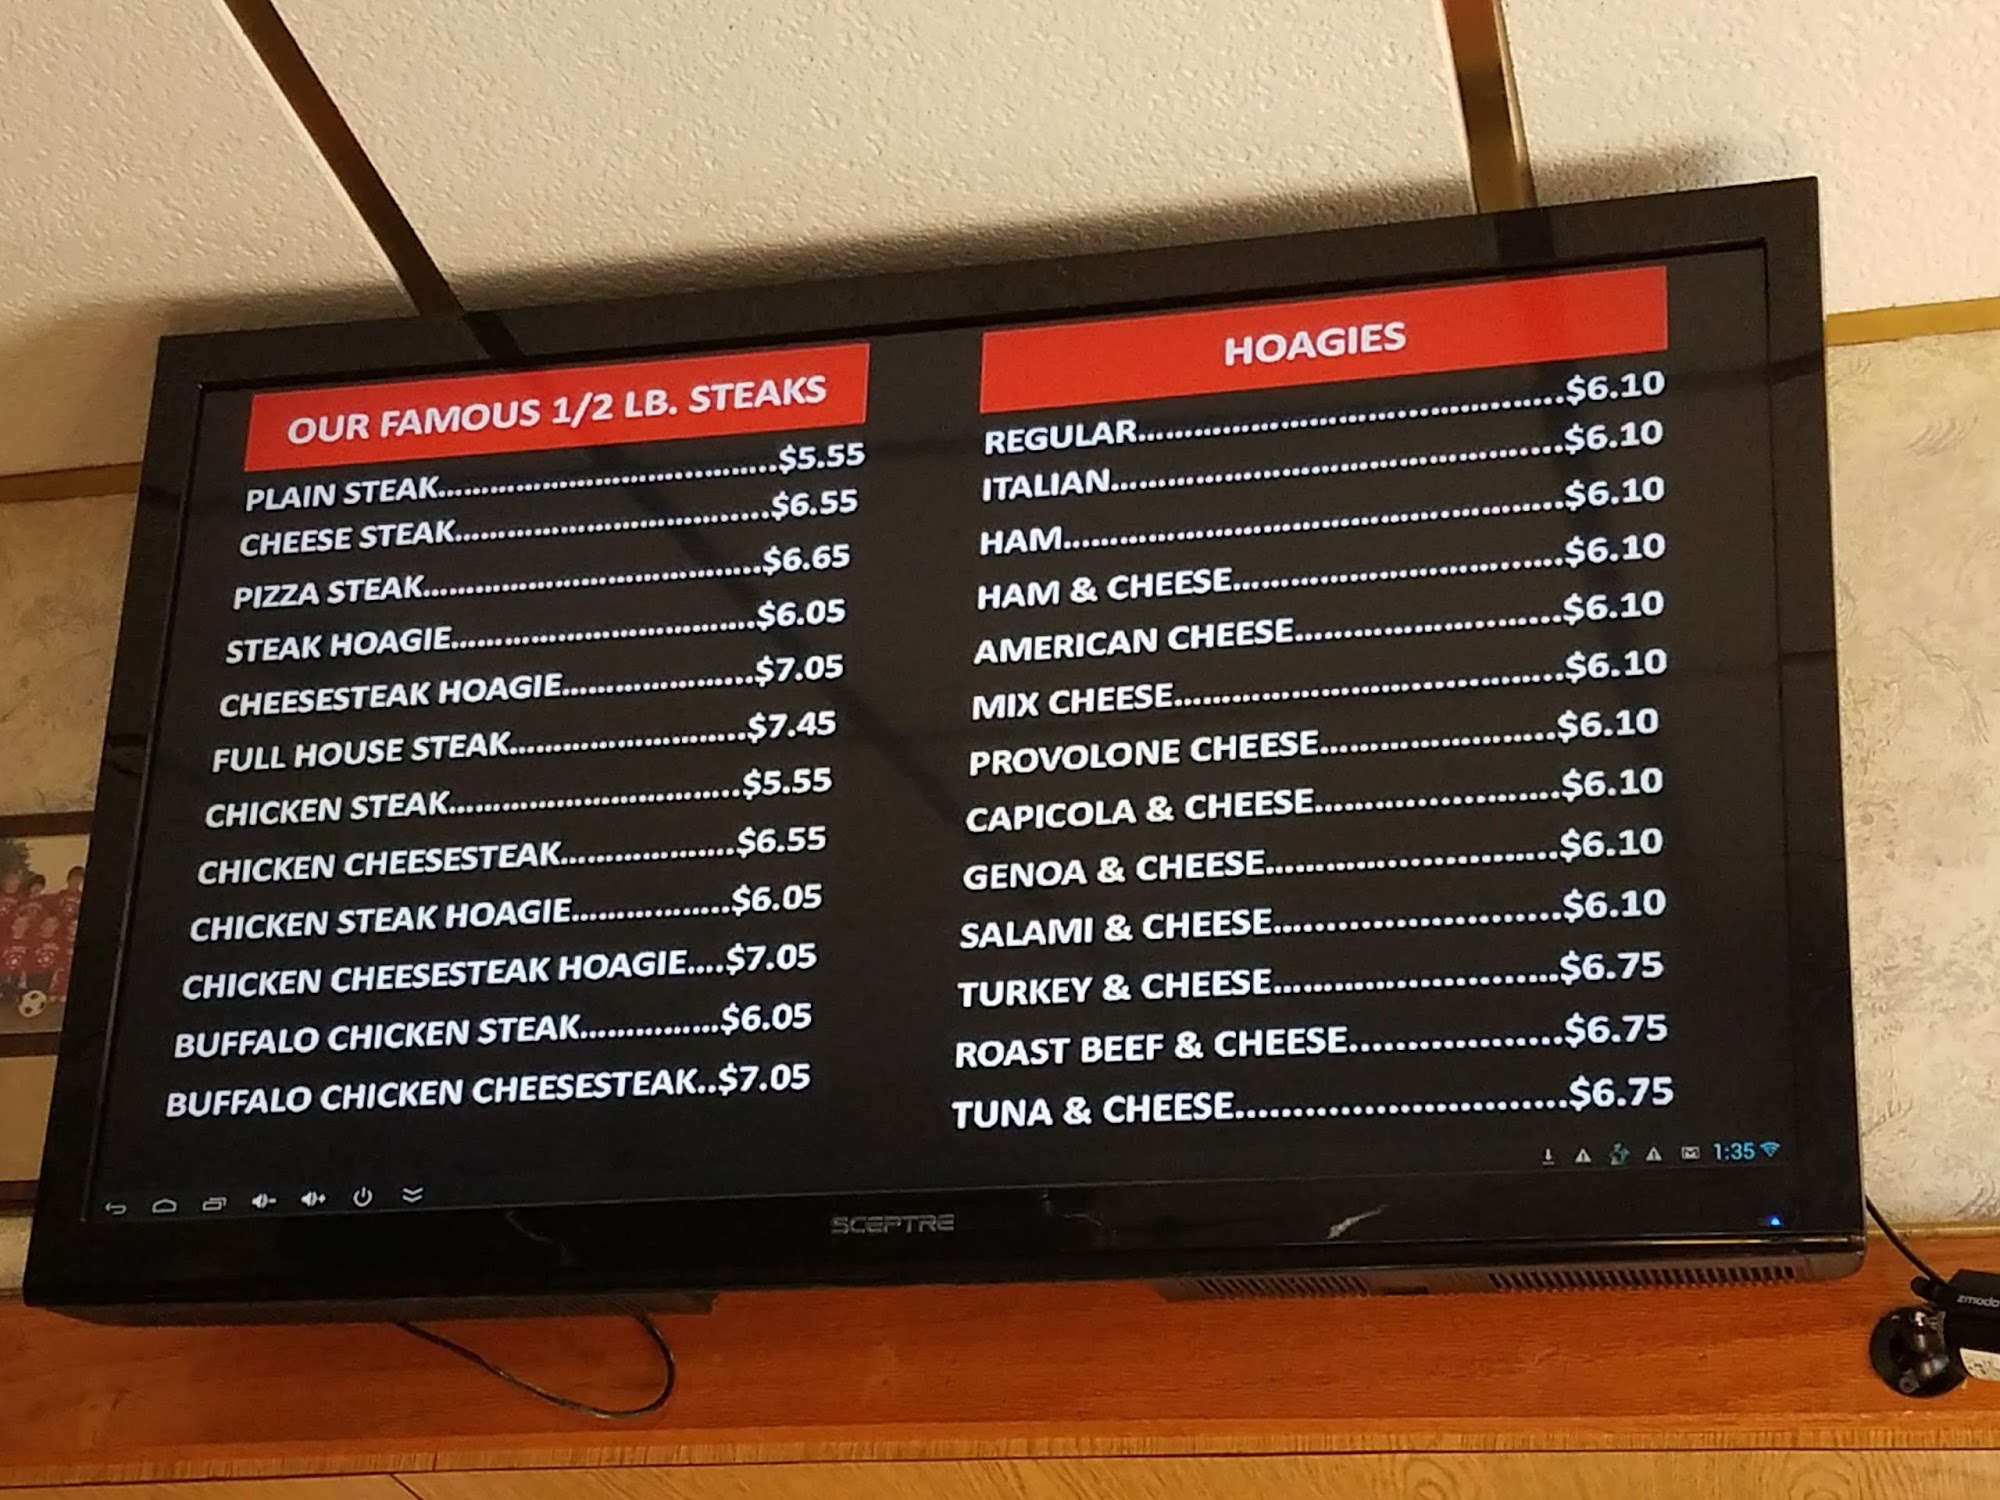 OUR FAMOUS 1/2 LB. STEAKS
PLAIN STEAK........................................$5.55
CHEESE STEAK.....................................$6.55
PIZZA STEAK........................................$6.65
STEAK HOAGIE....................................$6.05
CHEESESTEAK HOAGIE.......................$7.05
FULL HOUSE STEAK............................$7.45
CHICKEN STEAK..................................$5.55
CHICKEN CHEESESTEAK....................$6.55
CHICKEN STEAK HOAGIE..................$6.05
CHICKEN CHEESESTEAK HOAGIE....$7.05
BUFFALO CHICKEN STEAK................$6.05
BUFFALO CHICKEN CHEESESTEAK..$7.05
HOAGIES
REGULAR..............................................$6.10
ITALIAN.................................................$6.10
HAM......................................................$6.10
HAM & CHEESE....................................$6.10
AMERICAN CHEESE.............................$6.10
MIX CHEESE..........................................$6.10
PROVOLONE CHEESE..........................$6.10
CAPICOLA & CHEESE...........................$6.10
GENOA & CHEESE................................$6.10
SALAMI & CHEESE...............................$6.10
TURKEY & CHEESE...............................$6.75
ROAST BEEF & CHEESE.......................$6.75
TUNA & CHEESE...................................$6.75
1:35
SCEPTRE
zmodo